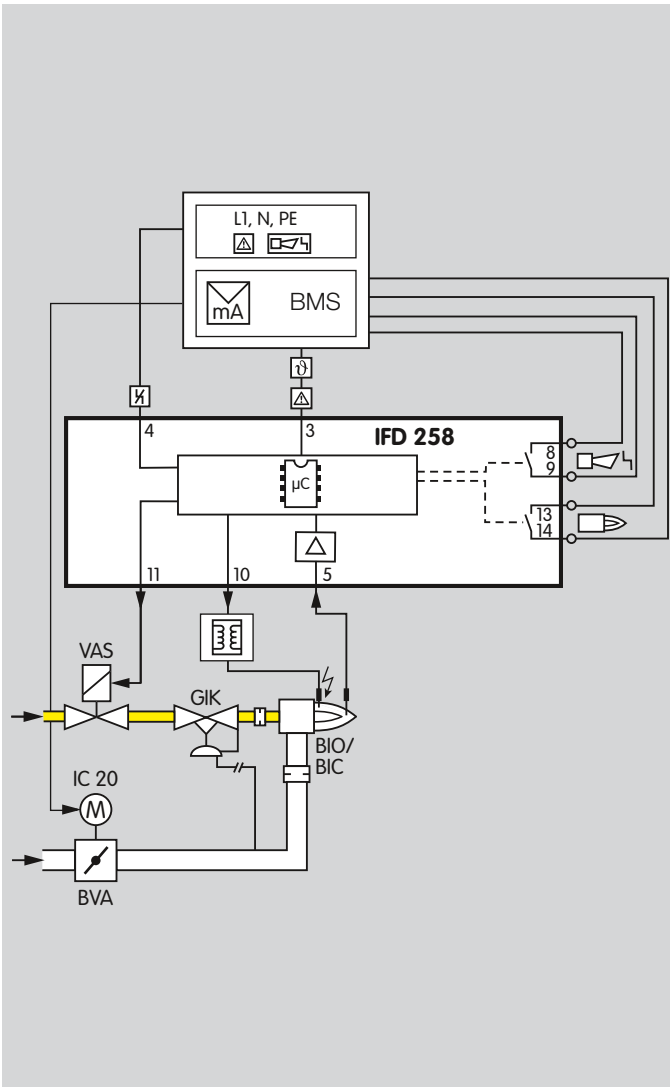 L1, N, PE
mA
BMS
ϑ
4
3
IFD 258
µC
8
9
13
14
11
10
5
VAS
GIK
BIO/
BIC
IC 20
M
BVA